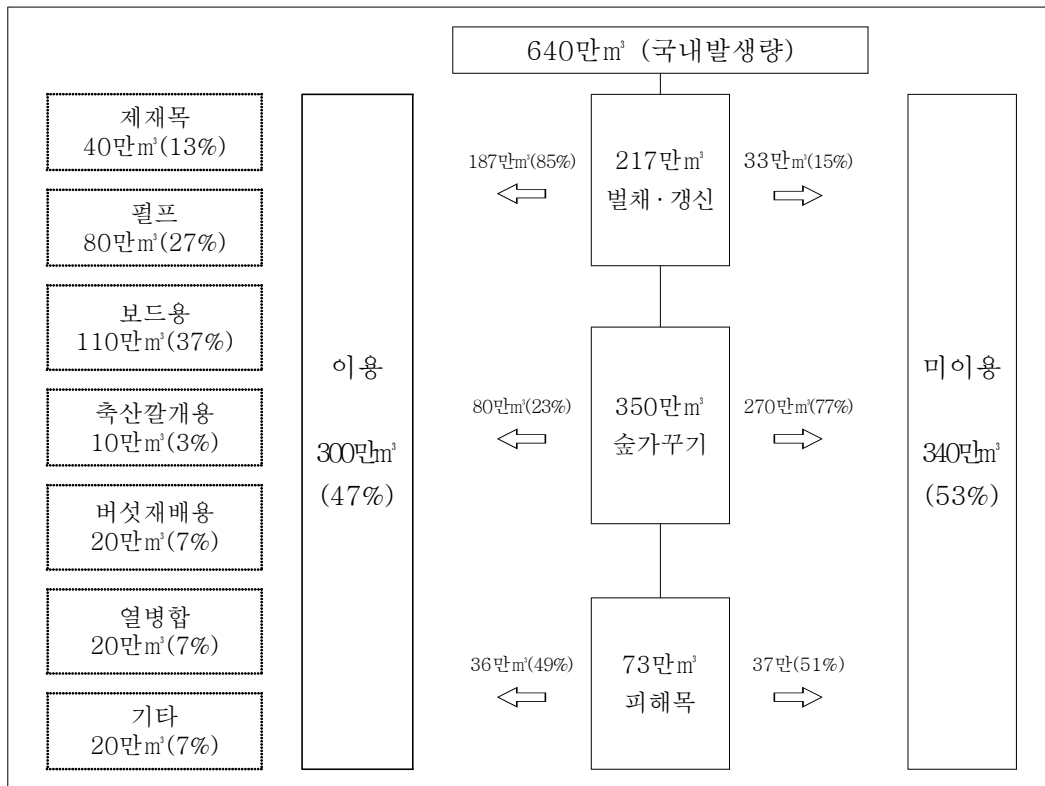 640만㎥ (국내발생량)
제재목
40만㎥(13%)
펄프
80만㎥(27%)
보드용
110만㎥(37%)
축산깔개용
10만㎥(3%)
버섯재배용
20만㎥(7%)
열병합
20만㎥(7%)
기타
20만㎥(7%)
이용
300만㎥
(47%)
187만㎥(85%)
217만㎥
벌채·갱신
33만㎥(15%)
80만㎥(23%)
350만㎥
숲가꾸기
270만㎥(77%)
36만㎥(49%)
73만㎥
피해목
37만(51%)
미이용
340만㎥
(53%)